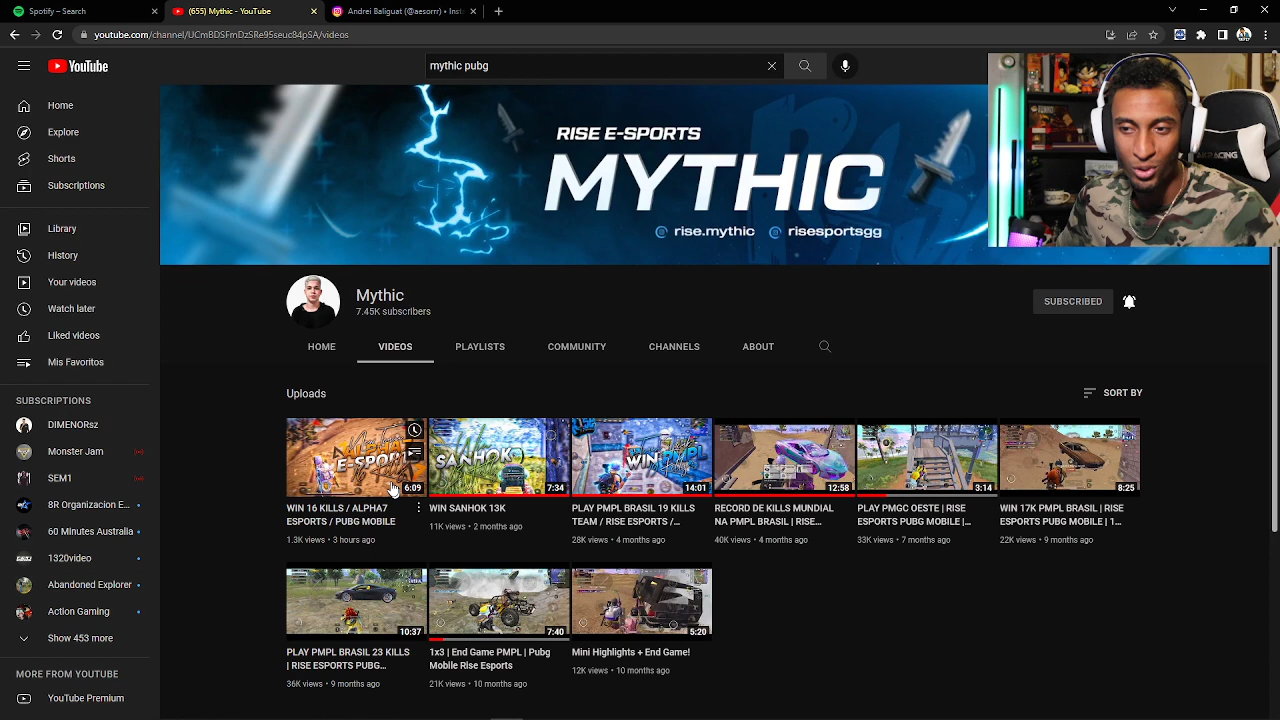 Spotify – Search
(655) Mythic - YouTube
Andrei Baliguat (@aesorr) • Inst
youtube.com/channel/UCmBDSFmDzSRe95seuc84pSA/videos
YouTube
mythic pubg
Home
Explore
Shorts
Subscriptions
Library
History
Your videos
Watch later
Liked videos
Mis Favoritos
SUBSCRIPTIONS
DIMENORsz
Monster Jam
SEM1
8R Organizacion E...
60 Minutes Australia
1320video
Abandoned Explorer
Action Gaming
Show 453 more
MORE FROM YOUTUBE
YouTube Premium
RISE E-SPORTS
MYTHIC
@ rise.mythic @ risesportsgg
AKRACING
Mythic
7.45K subscribers
SUBSCRIBED
HOME VIDEOS PLAYLISTS COMMUNITY CHANNELS ABOUT
Uploads
SORT BY
ALPHA
E-SPORT
6:09
WIN 16 KILLS / ALPHA7
ESPORTS / PUBG MOBILE
1.3K views • 3 hours ago
Win
SANHOK
7:34
WIN SANHOK 13K
11K views • 2 months ago
WIN PMPL
14:01
PLAY PMPL BRASIL 19 KILLS
TEAM / RISE ESPORTS /...
28K views • 4 months ago
12:58
RECORD DE KILLS MUNDIAL
NA PMPL BRASIL | RISE...
40K views • 4 months ago
3:14
PLAY PMGC OESTE | RISE
ESPORTS PUBG MOBILE |...
33K views • 7 months ago
8:25
WIN 17K PMPL BRASIL | RISE
ESPORTS PUBG MOBILE | 1...
22K views • 9 months ago
10:37
PLAY PMPL BRASIL 23 KILLS
| RISE ESPORTS PUBG...
36K views • 9 months ago
7:40
1x3 | End Game PMPL | Pubg
Mobile Rise Esports
21K views • 10 months ago
5:20
Mini Highlights + End Game!
12K views • 10 months ago